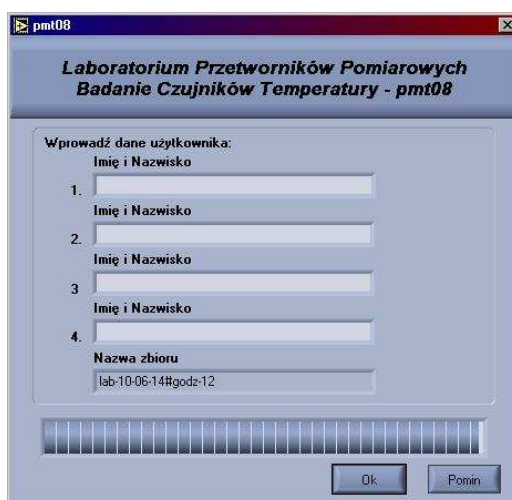 pmt08
Laboratorium Przetworników Pomiarowych
Badanie Czujników Temperatury - pmt08
Wprowadź dane użytkownika:
Imię i Nazwisko
1.
Imię i Nazwisko
2.
Imię i Nazwisko
3
Imię i Nazwisko
4.
Nazwa zbioru
lab-10-06-14#godz-12
Ok
Pomin